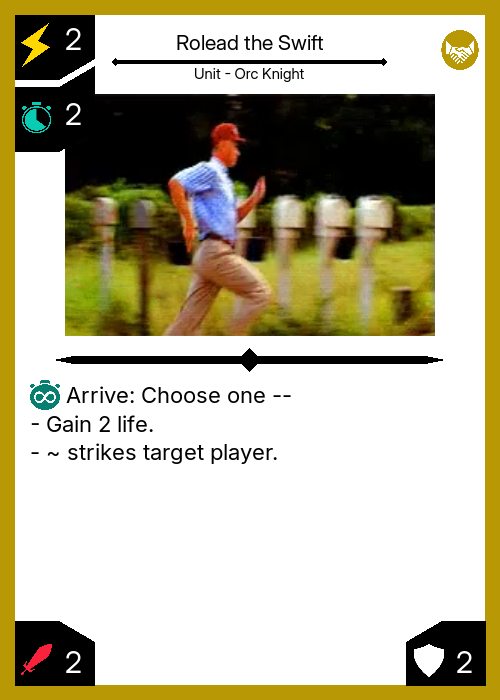 2
Rolead the Swift
Unit - Orc Knight
2
Arrive: Choose one --
- Gain 2 life.
- ~ strikes target player.
2
2